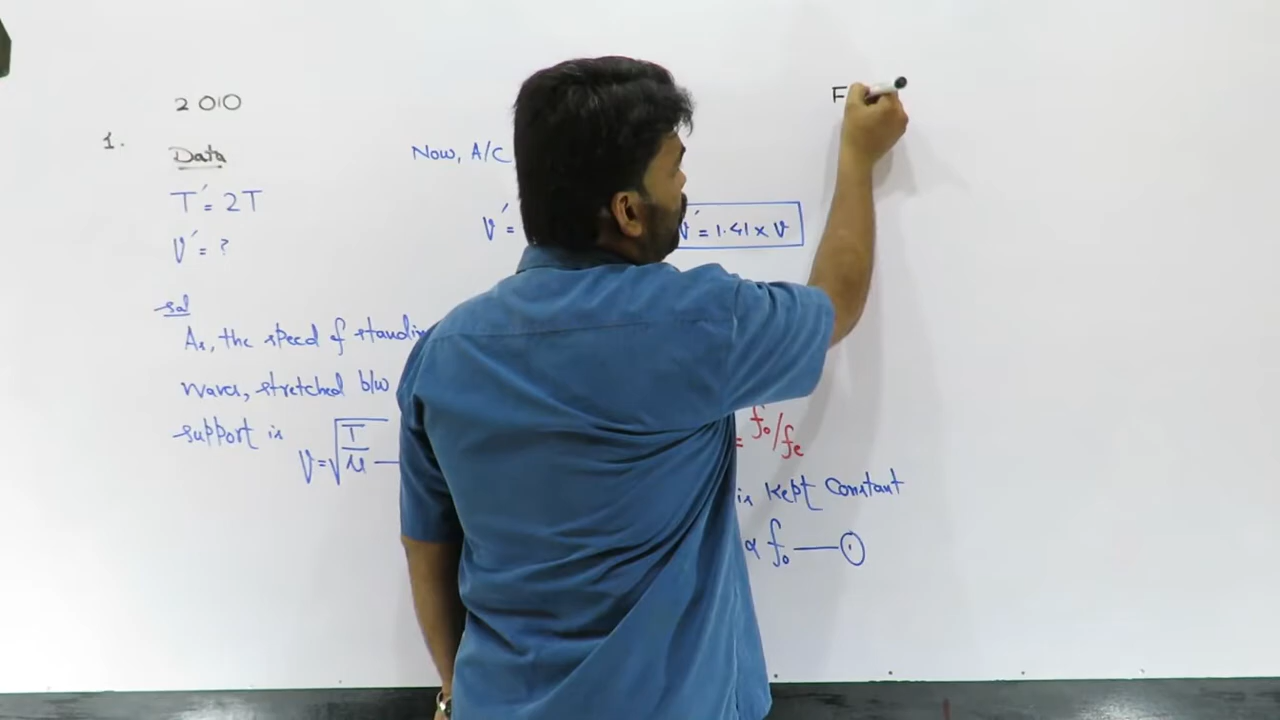 2010
1.
Data
T′ = 2T
V′ = ?
sol
As, the speed of standin
waves, stretched b/w
support is
V = √T/μ —
Now, A/C
V′ =
V′ = 1.41 x V
= fo/fe
is kept constant
α fo — ①
F